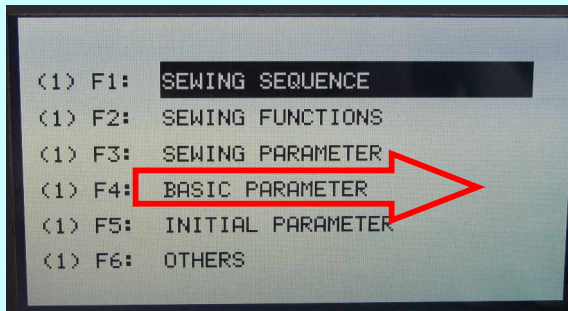 (1) F1: SEWING SEQUENCE
(1) F2: SEWING FUNCTIONS
(1) F3: SEWING PARAMETER
(1) F4: BASIC PARAMETER
(1) F5: INITIAL PARAMETER
(1) F6: OTHERS